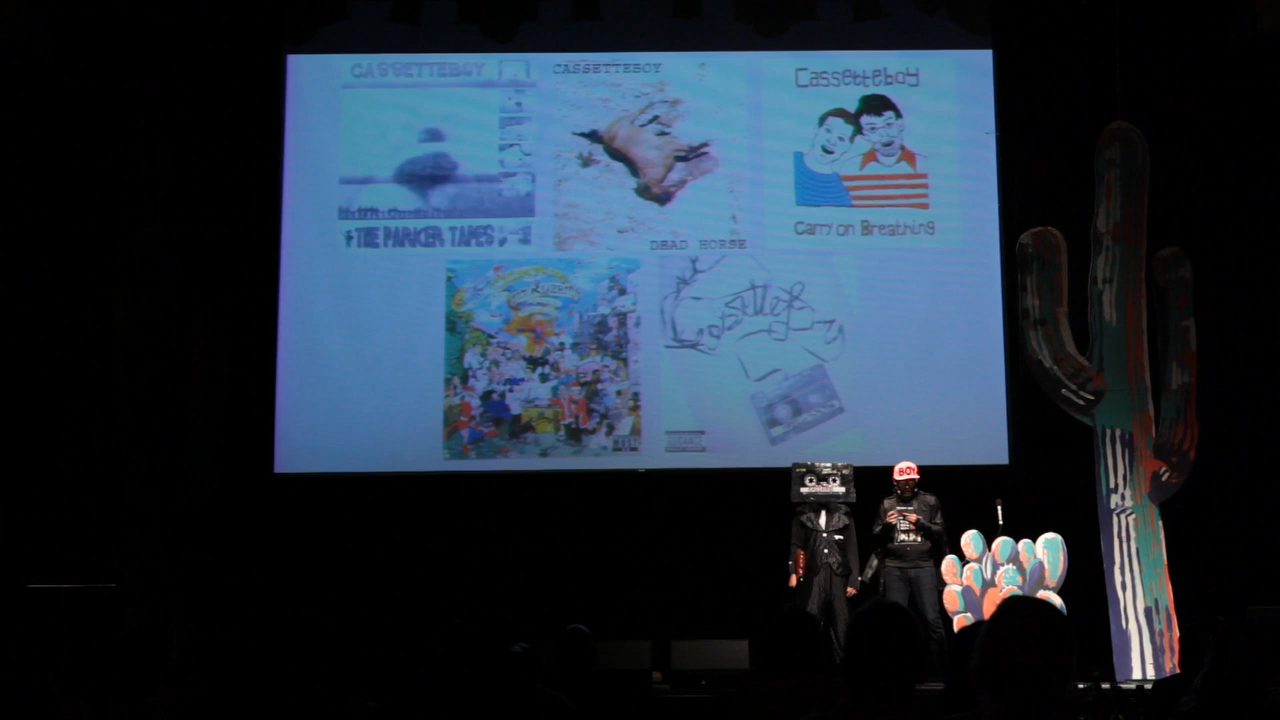 CASSETTEBOY
THE PARKER TAPES
CASSETTEBOY
DEAD HORSE
Cassetteboy
Carry on Breathing
BOY